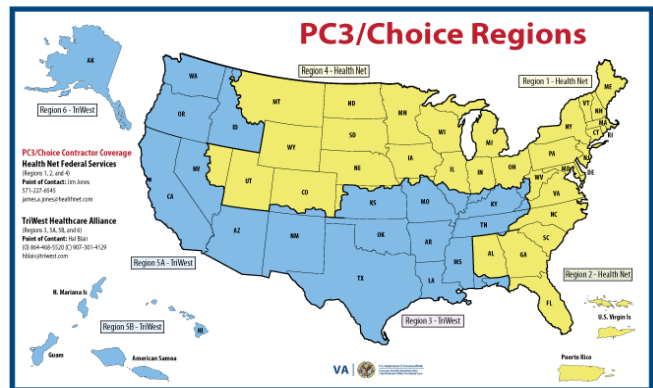 PC3/Choice Regions
AK
Region 6 - TriWest
WA
OR
ID
NV
CA
AZ
NM
TX
OK
KS
MO
AR
LA
MS
TN
KY
Region 4 - Health Net
MT
ND
MN
WI
MI
SD
WY
IA
NE
UT
CO
IL
IN
OH
Region 1 - Health Net
ME
VT
NH
MA
RI
CT
NY
PA
NJ
DE
MD
WV
VA
NC
SC
AL
GA
FL
Region 2 - Health Net
U.S. Virgin Is
Puerto Rico
PC3/Choice Contractor Coverage
Health Net Federal Services
(Regions 1, 2, and 4)
Point of Contact: Jim Jones
571-227-6545
james.a.jones@healthnet.com
TriWest Healthcare Alliance
(Regions 3, 5A, 5B, and 6)
Point of Contact: Hal Blair
(O) 864-468-5520 (C) 907-301-4129
hblair@triwest.com
Region 5A - TriWest
N. Mariana Is
Region 5B - TriWest
HI
Guam
American Samoa
Region 3 - TriWest
VA